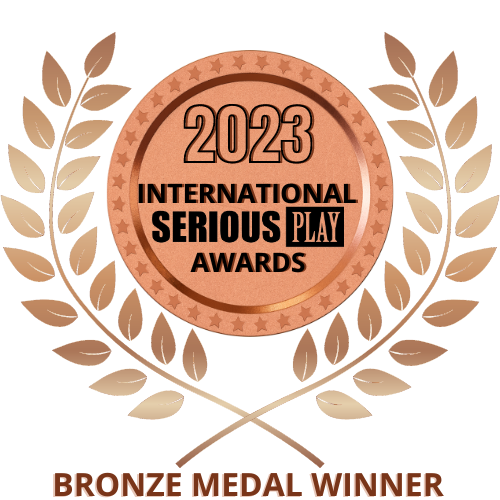 2023
INTERNATIONAL
SERIOUS PLAY
AWARDS
BRONZE MEDAL WINNER